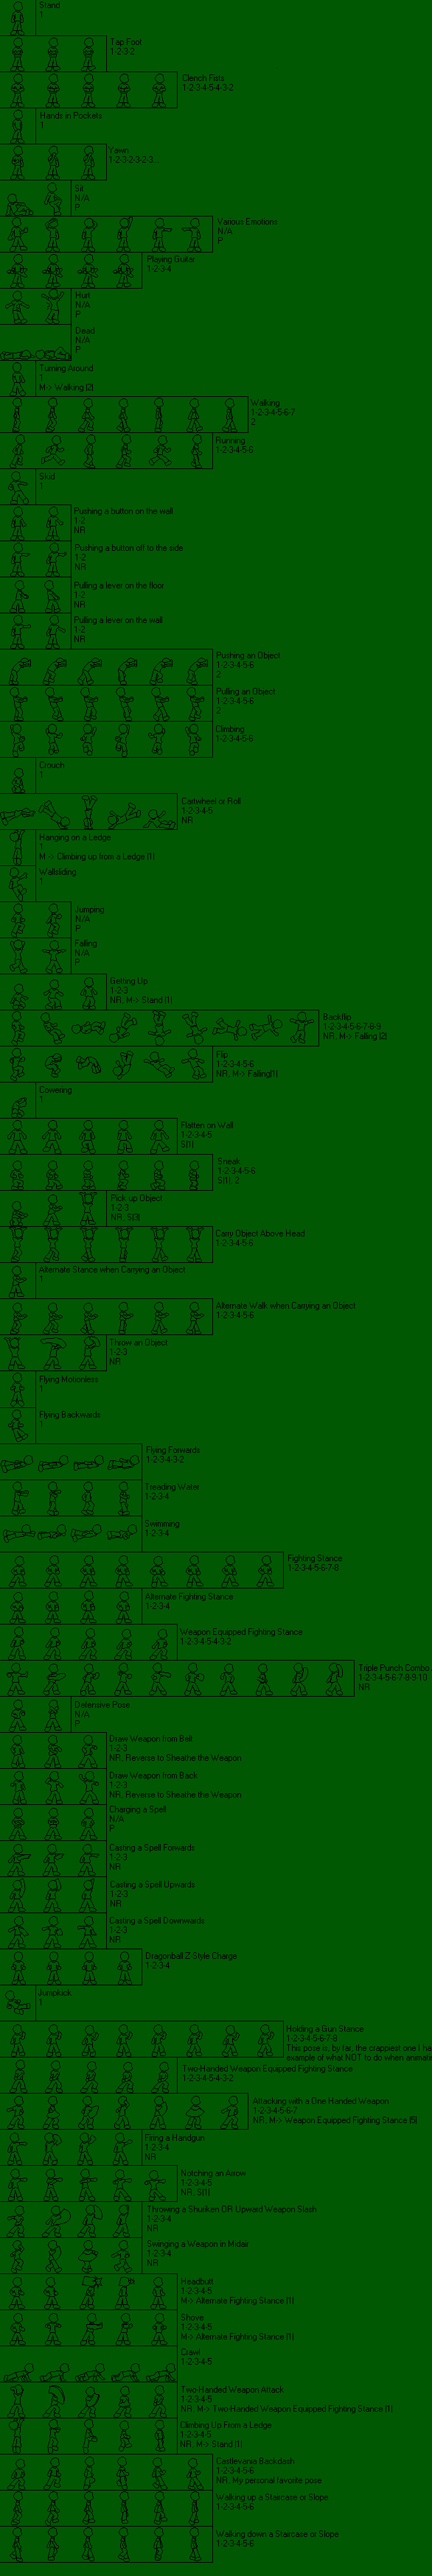 Stand
1
Tap Foot
1-2-3-2
Clench Fists
1-2-3-4-5-4-3-2
Hands in Pockets
1
Yawn
1-2-3-2-3-2-3...
Sit
N/A
P
Various Emotions
N/A
P
Playing Guitar
1-2-3-4
Hurt
N/A
P
Dead
N/A
P
Turning Around
1
M-> Walking [2]
Walking
1-2-3-4-5-6-7
2
Running
1-2-3-4-5-6
Skid
1
Pushing a button on the wall
1-2
NR
Pushing a button off to the side
1-2
NR
Pulling a lever on the floor
1-2
NR
Pulling a lever on the wall
1-2
NR
Pushing an Object
1-2-3-4-5-6
2
Pulling an Object
1-2-3-4-5-6
2
Climbing
1-2-3-4-5-6
Crouch
1
Cartwheel or Roll
1-2-3-4-5
NR
Hanging on a Ledge
1
M -> Climbing up from a Ledge [1]
Wallsliding
1
Jumping
N/A
P
Falling
N/A
P
Getting Up
1-2-3
NR, M-> Stand [1]
Backflip
1-2-3-4-5-6-7-8-9
NR, M-> Falling [2]
Flip
1-2-3-4-5-6
NR, M-> Falling[1]
Cowering
1
Flatten on Wall
1-2-3-4-5
S[1]
Sneak
1-2-3-4-5-6
S[1], 2
Pick up Object
1-2-3
NR, S[3]
Carry Object Above Head
1-2-3-4-5-6
Alternate Stance when Carrying an Object
1
Alternate Walk when Carrying an Object
1-2-3-4-5-6
Throw an Object
1-2-3
NR
Flying Motionless
1
Flying Backwards
1
Flying Forwards
1-2-3-4-3-2
Treading Water
1-2-3-4
Swimming
1-2-3-4
Fighting Stance
1-2-3-4-5-6-7-8
Alternate Fighting Stance
1-2-3-4
Weapon Equipped Fighting Stance
1-2-3-4-5-4-3-2
Triple Punch Combo
1-2-3-4-5-6-7-8-9-10
NR
Defensive Pose
N/A
P
Draw Weapon from Belt
1-2-3
NR, Reverse to Sheathe the Weapon
Draw Weapon from Back
1-2-3
NR, Reverse to Sheathe the Weapon
Charging a Spell
N/A
P
Casting a Spell Forwards
1-2-3
NR
Casting a Spell Upwards
1-2-3
NR
Casting a Spell Downwards
1-2-3
NR
Dragonball Z-Style Charge
1-2-3-4
Jumpkick
1
Holding a Gun Stance
1-2-3-4-5-6-7-8
This pose is, by far, the crappiest one I ha
example of what NOT to do when animati
Two-Handed Weapon Equipped Fighting Stance
1-2-3-4-5-4-3-2
Attacking with a One Handed Weapon
1-2-3-4-5-6-7
NR, M-> Weapon Equipped Fighting Stance [5]
Firing a Handgun
1-2-3-4
NR
Notching an Arrow
1-2-3-4-5
NR, S[1]
Throwing a Shuriken OR Upward Weapon Slash
1-2-3-4
NR
Swinging a Weapon in Midair
1-2-3-4
NR
Headbutt
1-2-3-4-5
M-> Alternate Fighting Stance [1]
Shove
1-2-3-4-5
M-> Alternate Fighting Stance [1]
Crawl
1-2-3-4-5
Two-Handed Weapon Attack
1-2-3-4-5
NR, M-> Two-Handed Weapon Equipped Fighting Stance [1]
Climbing Up From a Ledge
1-2-3-4-5
NR, M-> Stand [1]
Castlevania Backdash
1-2-3-4-5-6
NR, My personal favorite pose
Walking up a Staircase or Slope
1-2-3-4-5-6
Walking down a Staircase or Slope
1-2-3-4-5-6